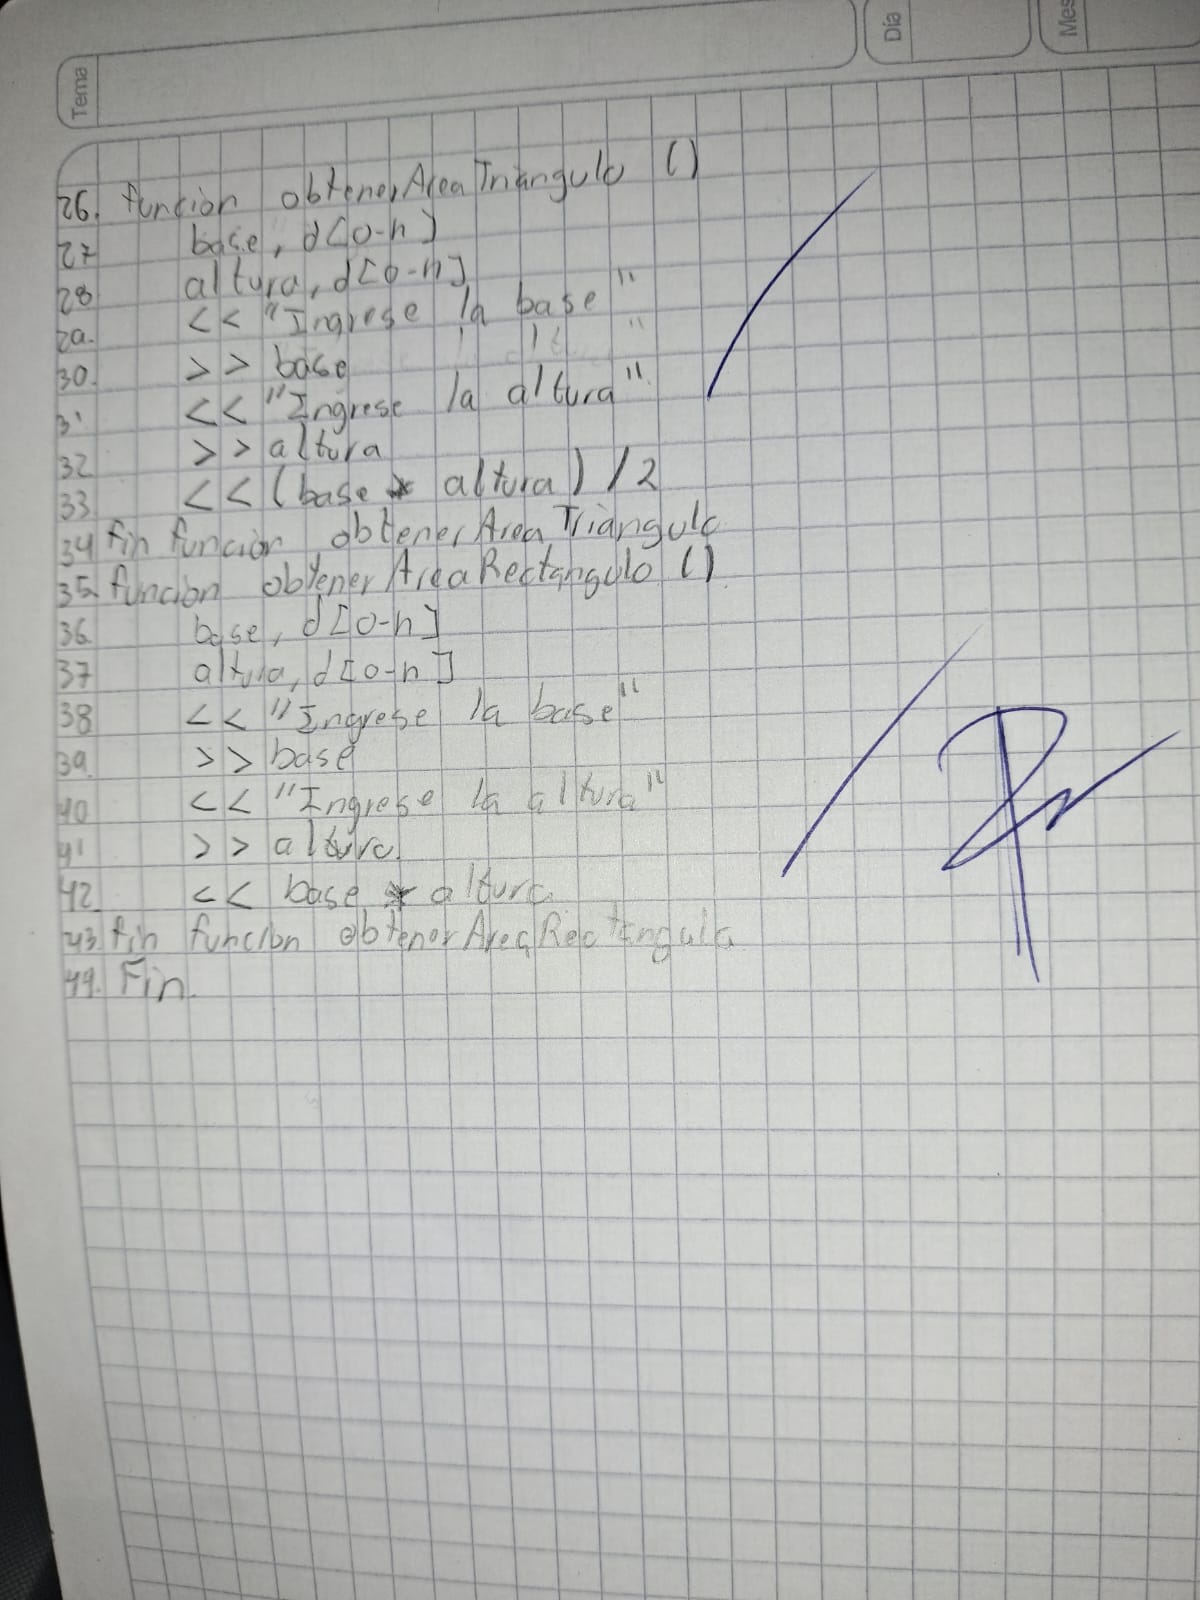 Tema
Día
Mes
26. función obtenerAreaTriangulo ()
27 base, d[0-n]
28 altura, d[0-n]
29. << "Ingrese la base"
30. >> base
31 << "Ingrese la altura"
32 >> altura
33 << (base * altura) /2
34 fin función obtenerAreaTriangulo
35. función obtenerAreaRectangulo ()
36. base, d[0-n]
37 altura, d[0-n]
38 << "Ingrese la base"
39. >> base
40 << "Ingrese la altura"
41 >> altura
42 << base * altura
43. fin función obtenerAreaRectangulo
44. Fin.